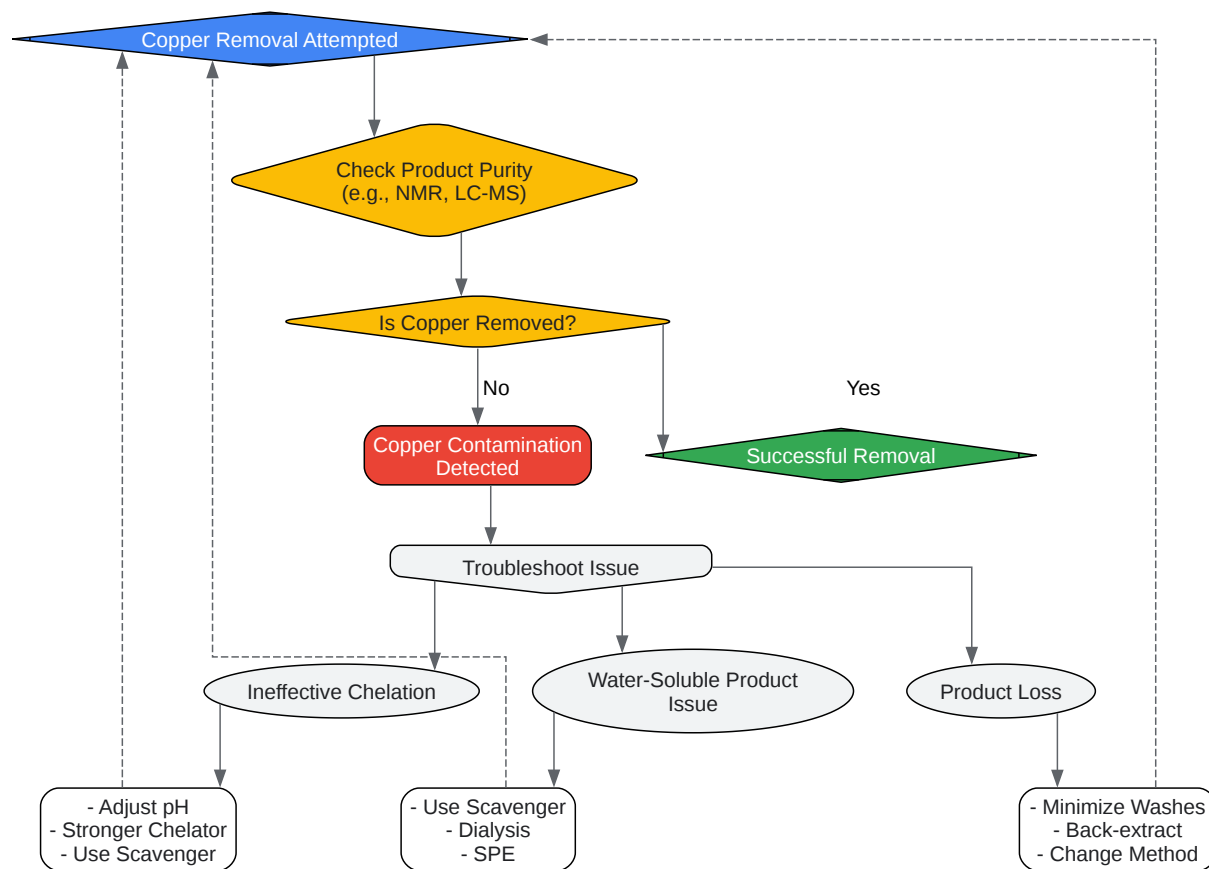 Copper Removal Attempted
Check Product Purity
(e.g., NMR, LC-MS)
Is Copper Removed?
No
Yes
Copper Contamination
Detected
Successful Removal
Troubleshoot Issue
Ineffective Chelation
Water-Soluble Product
Issue
Product Loss
- Adjust pH
- Stronger Chelator
- Use Scavenger
- Use Scavenger
- Dialysis
- SPE
- Minimize Washes
- Back-extract
- Change Method